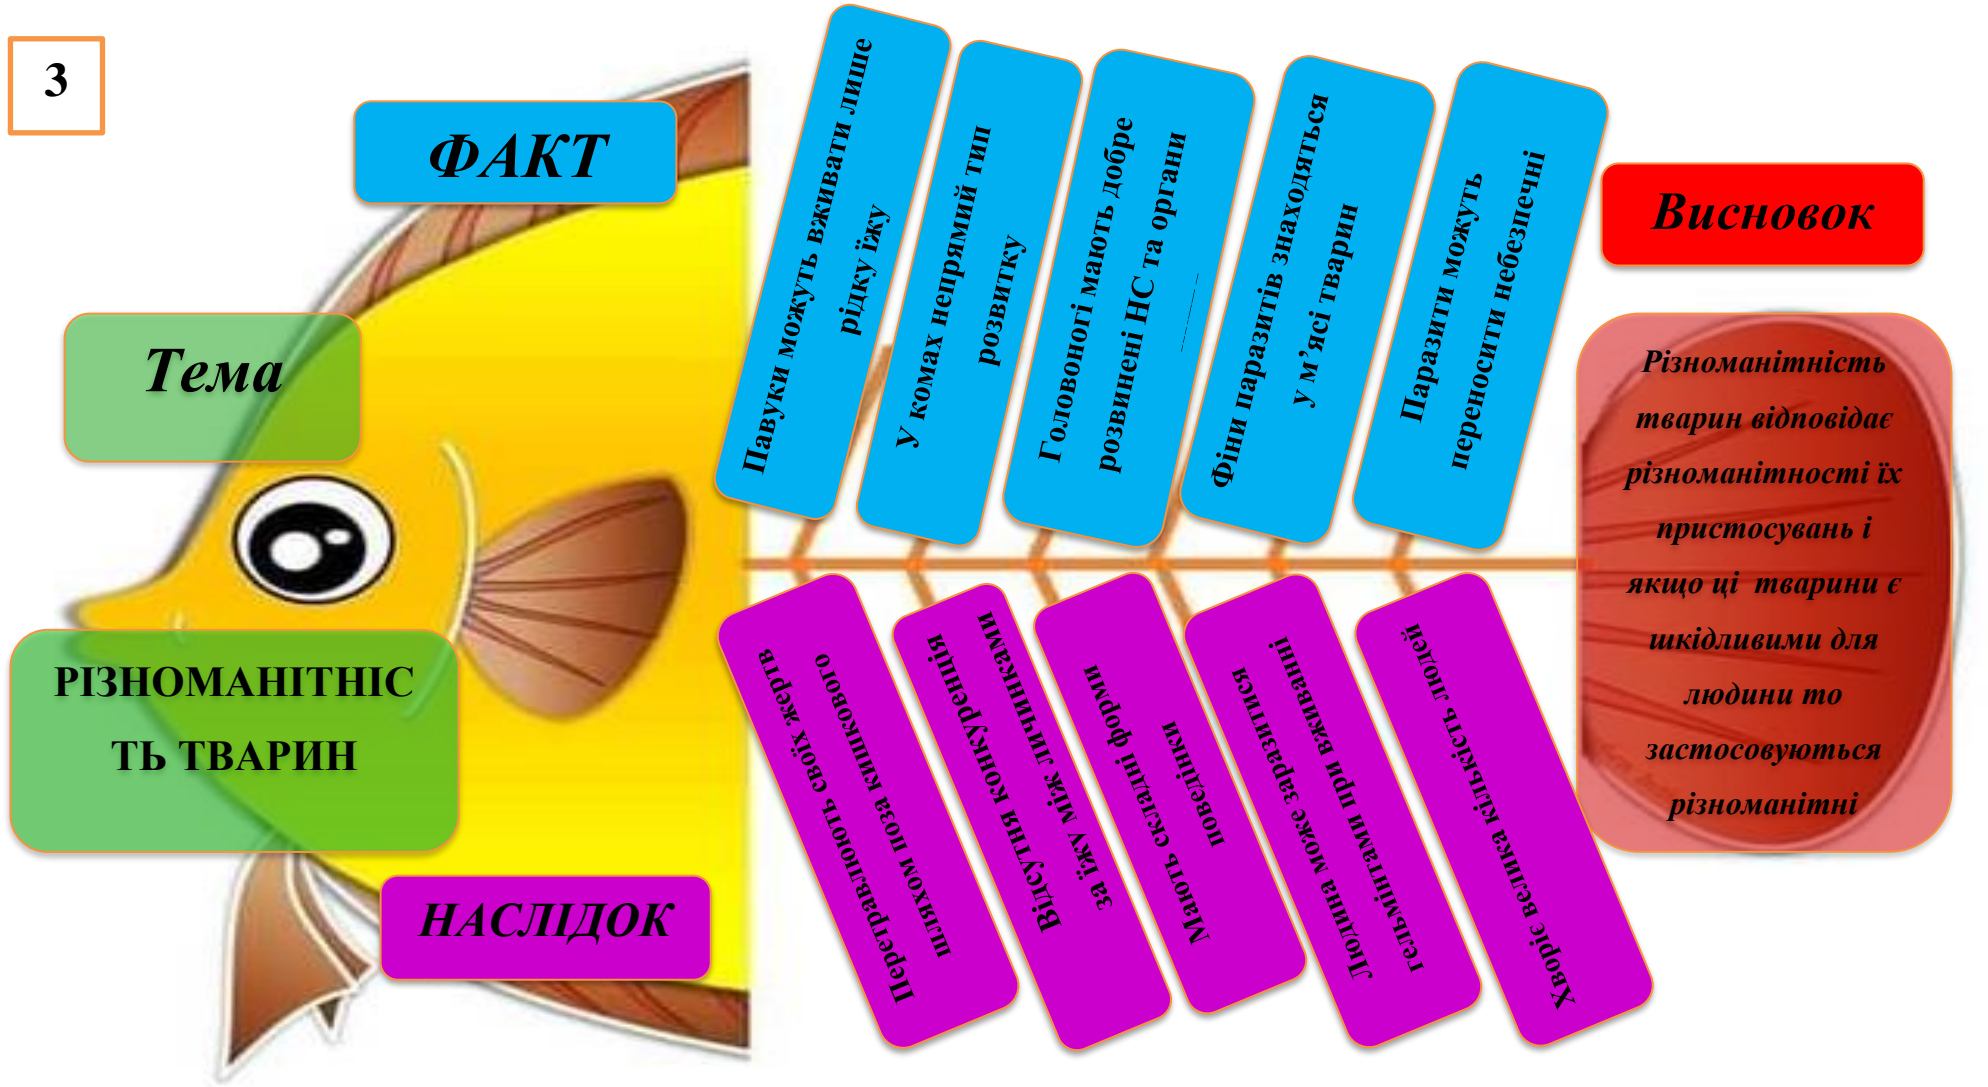 3
ФАКТ
Тема
РІЗНОМАНІТНІС
ТЬ ТВАРИН
НАСЛІДОК
Павуки можуть вживати лише
рідку їжу
У комах непрямий тип
розвитку
Головоногі мають добре
розвинені НС та органи
Фіни паразитів знаходяться
у м’ясі тварин
Паразити можуть
переносити небезпечні
Перетравлюють своїх жертв
шляхом поза кишкового
Відсутня конкуренція
за їжу між личинками
Мають складні форми
поведінки
Людина може заразитися
гельмінтами при вживанні
Хворіє велика кількість людей
Висновок
Різноманітність
тварин відповідає
різноманітності їх
пристосувань і
якщо ці тварини є
шкідливими для
людини то
застосовуються
різноманітні